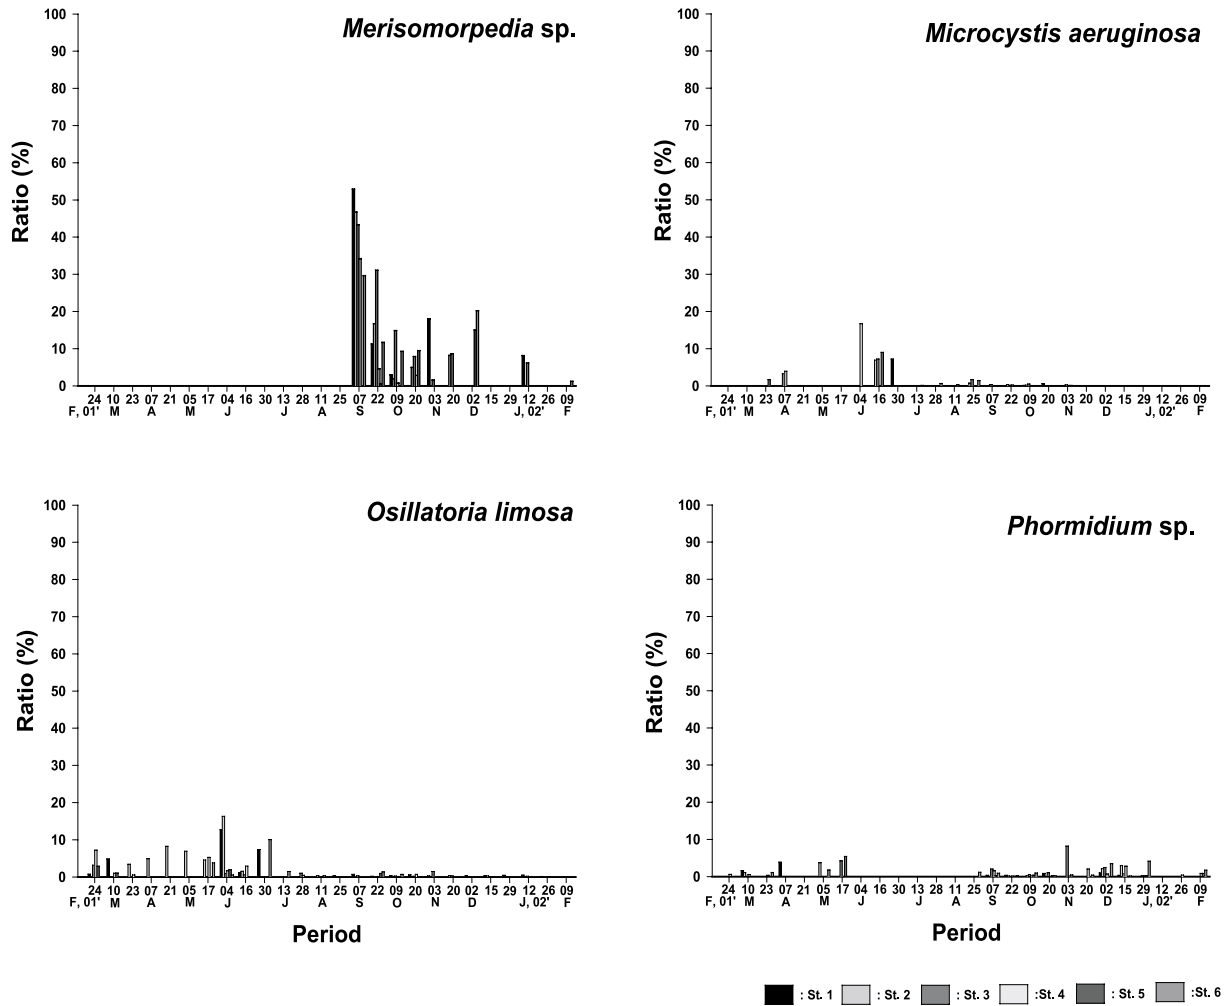 Merisomorpedia sp.
Ratio (%)
100
90
80
70
60
50
40
30
20
10
0
24 10 23 07 21 05 17 04 16 30 13 28 11 25 07 22 09 20 03 20 02 15 29 12 26 09
F, 01' M A M J J A S O N D J, 02' F
Microcystis aeruginosa
Ratio (%)
100
90
80
70
60
50
40
30
20
10
0
24 10 23 07 21 05 17 04 16 30 13 28 11 25 07 22 09 20 03 20 02 15 29 12 26 09
F, 01' M A M J J A S O N D J, 02' F
Osillatoria limosa
Ratio (%)
100
90
80
70
60
50
40
30
20
10
0
24 10 23 07 21 05 17 04 16 30 13 28 11 25 07 22 09 20 03 20 02 15 29 12 26 09
F, 01' M A M J J A S O N D J, 02' F
Period
Phormidium sp.
Ratio (%)
100
90
80
70
60
50
40
30
20
10
0
24 10 23 07 21 05 17 04 16 30 13 28 11 25 07 22 09 20 03 20 02 15 29 12 26 09
F, 01' M A M J J A S O N D J, 02' F
Period
: St. 1 : St. 2 : St. 3 :St. 4 : St. 5 :St. 6